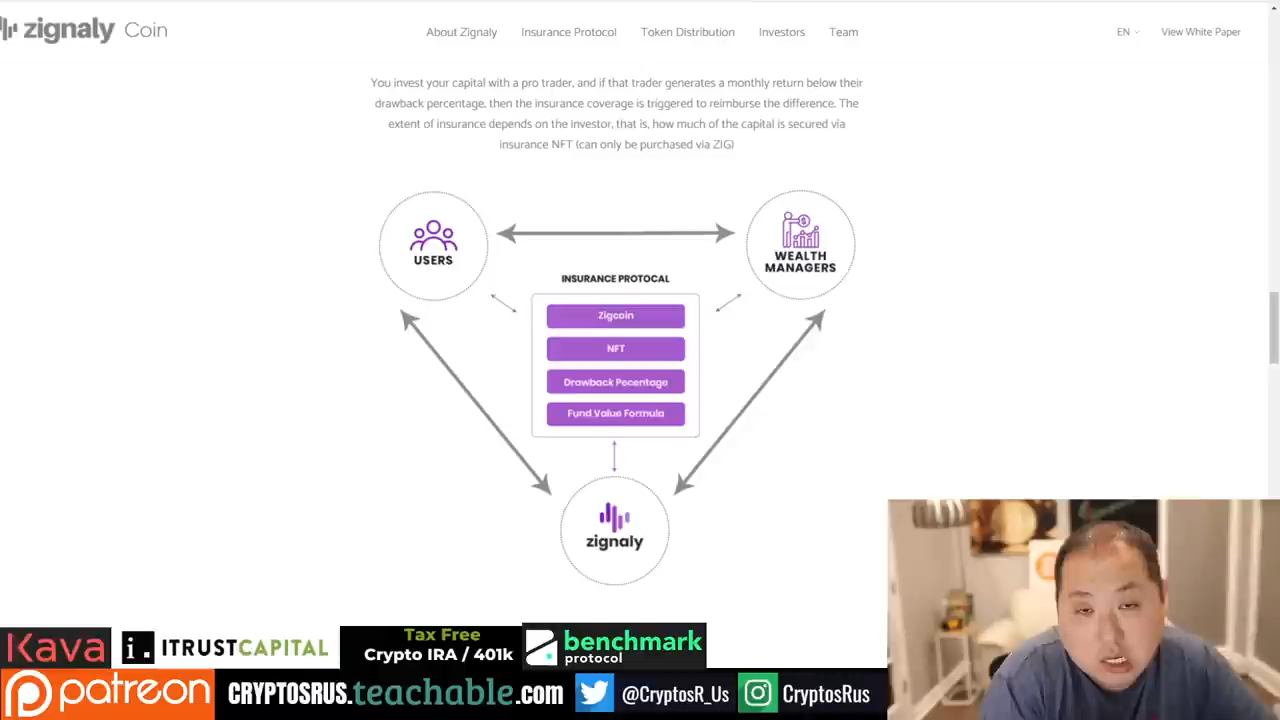 zignaly Coin
About Zignaly
Insurance Protocol
Token Distribution
Investors
Team
EN
View White Paper
You invest your capital with a pro trader, and if that trader generates a monthly return below their
drawback percentage, then the insurance coverage is triggered to reimburse the difference. The
extent of insurance depends on the investor, that is, how much of the capital is secured via
insurance NFT (can only be purchased via ZIG)
USERS
WEALTH
MANAGERS
INSURANCE PROTOCAL
Zigcoin
NFT
Drawback Pecentage
Fund Value Formula
zignaly
Kava
i. ITRUSTCAPITAL
Tax Free
Crypto IRA / 401k
benchmark
protocol
patreon
CRYPTOSRUS.teachable.com
@CryptosR_Us
CryptosRus